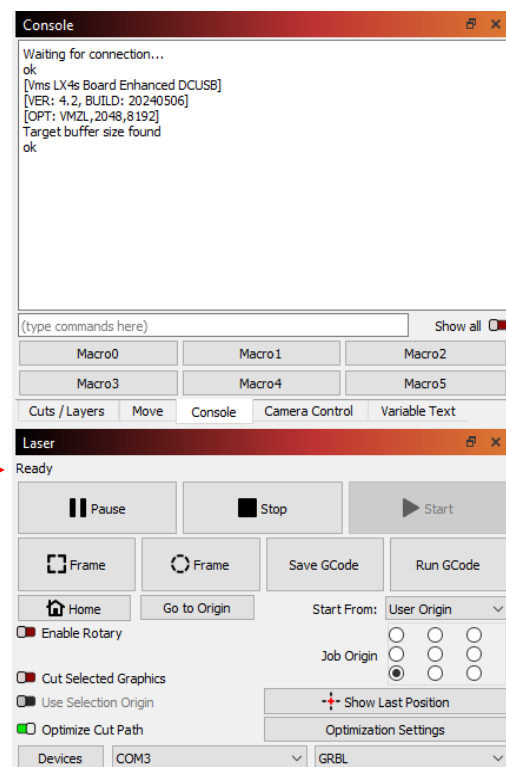 Console
Waiting for connection...
ok
[Vms LX4s Board Enhanced DCUSB]
[VER: 4.2, BUILD: 20240506]
[OPT: VMZL,2048,8192]
Target buffer size found
ok
(type commands here) Show all
Macro0 Macro1 Macro2
Macro3 Macro4 Macro5
Cuts / Layers Move Console Camera Control Variable Text
Laser
Ready
Pause Stop Start
Frame Frame Save GCode Run GCode
Home Go to Origin Start From: User Origin
Enable Rotary
Job Origin
Cut Selected Graphics
Use Selection Origin Show Last Position
Optimize Cut Path Optimization Settings
Devices COM3 GRBL